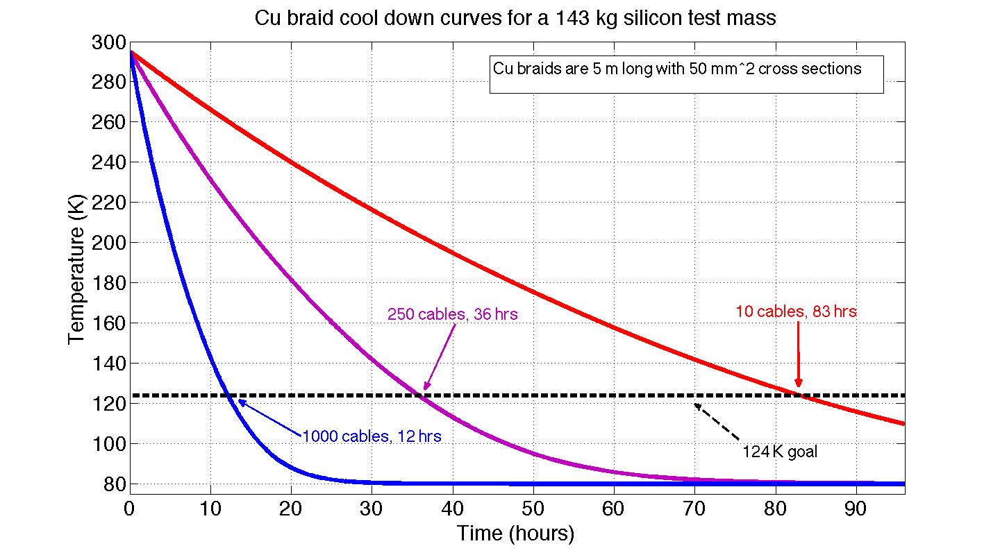 Cu braid cool down curves for a 143 kg silicon test mass
Cu braids are 5 m long with 50 mm^2 cross sections
300
280
260
240
220
200
180
160
140
120
100
80
Temperature (K)
250 cables, 36 hrs
10 cables, 83 hrs
1000 cables, 12 hrs
124 K goal
0 10 20 30 40 50 60 70 80 90
Time (hours)